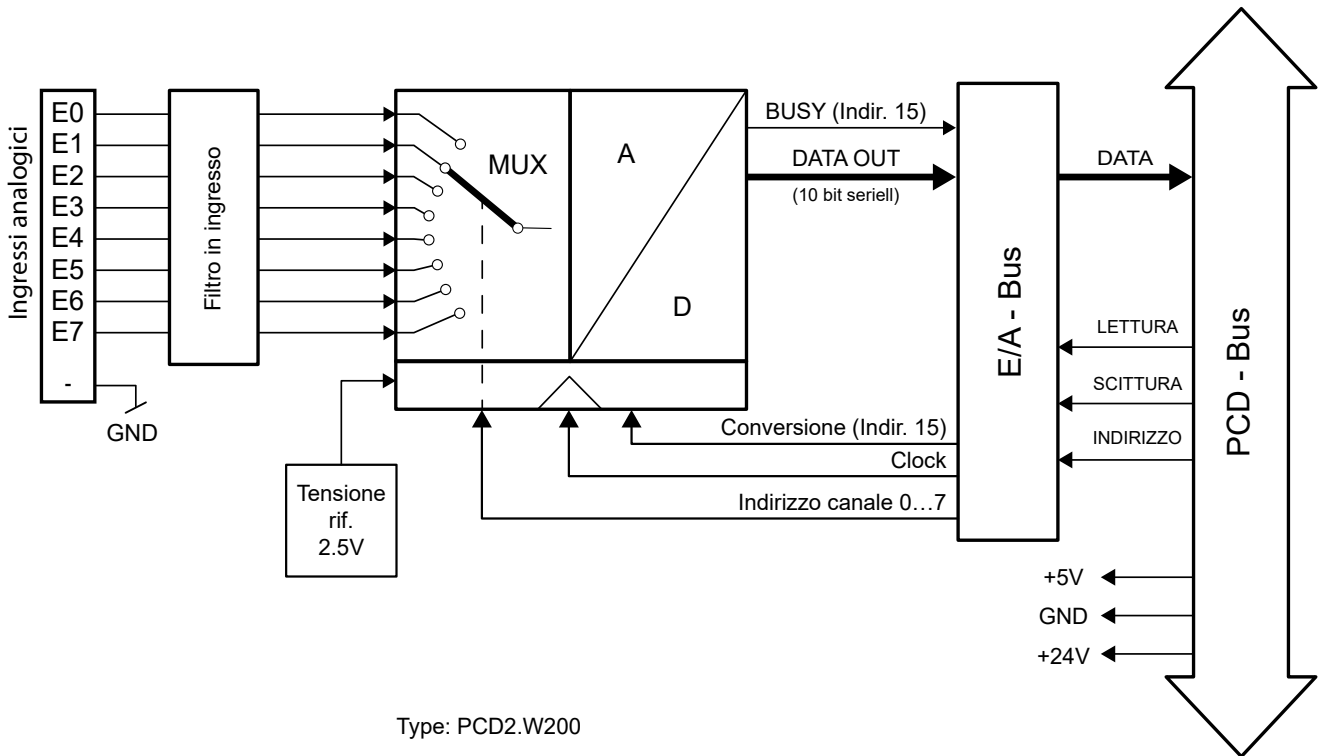 Ingressi analogici
E0
E1
E2
E3
E4
E5
E6
E7
-
GND
Filtro in ingresso
MUX
A
D
Tensione
rif.
2.5V
BUSY (Indir. 15)
DATA OUT
(10 bit seriell)
Conversione (Indir. 15)
Clock
Indirizzo canale 0…7
E/A - Bus
DATA
LETTURA
SCITTURA
INDIRIZZO
+5V
GND
+24V
PCD - Bus
Type: PCD2.W200